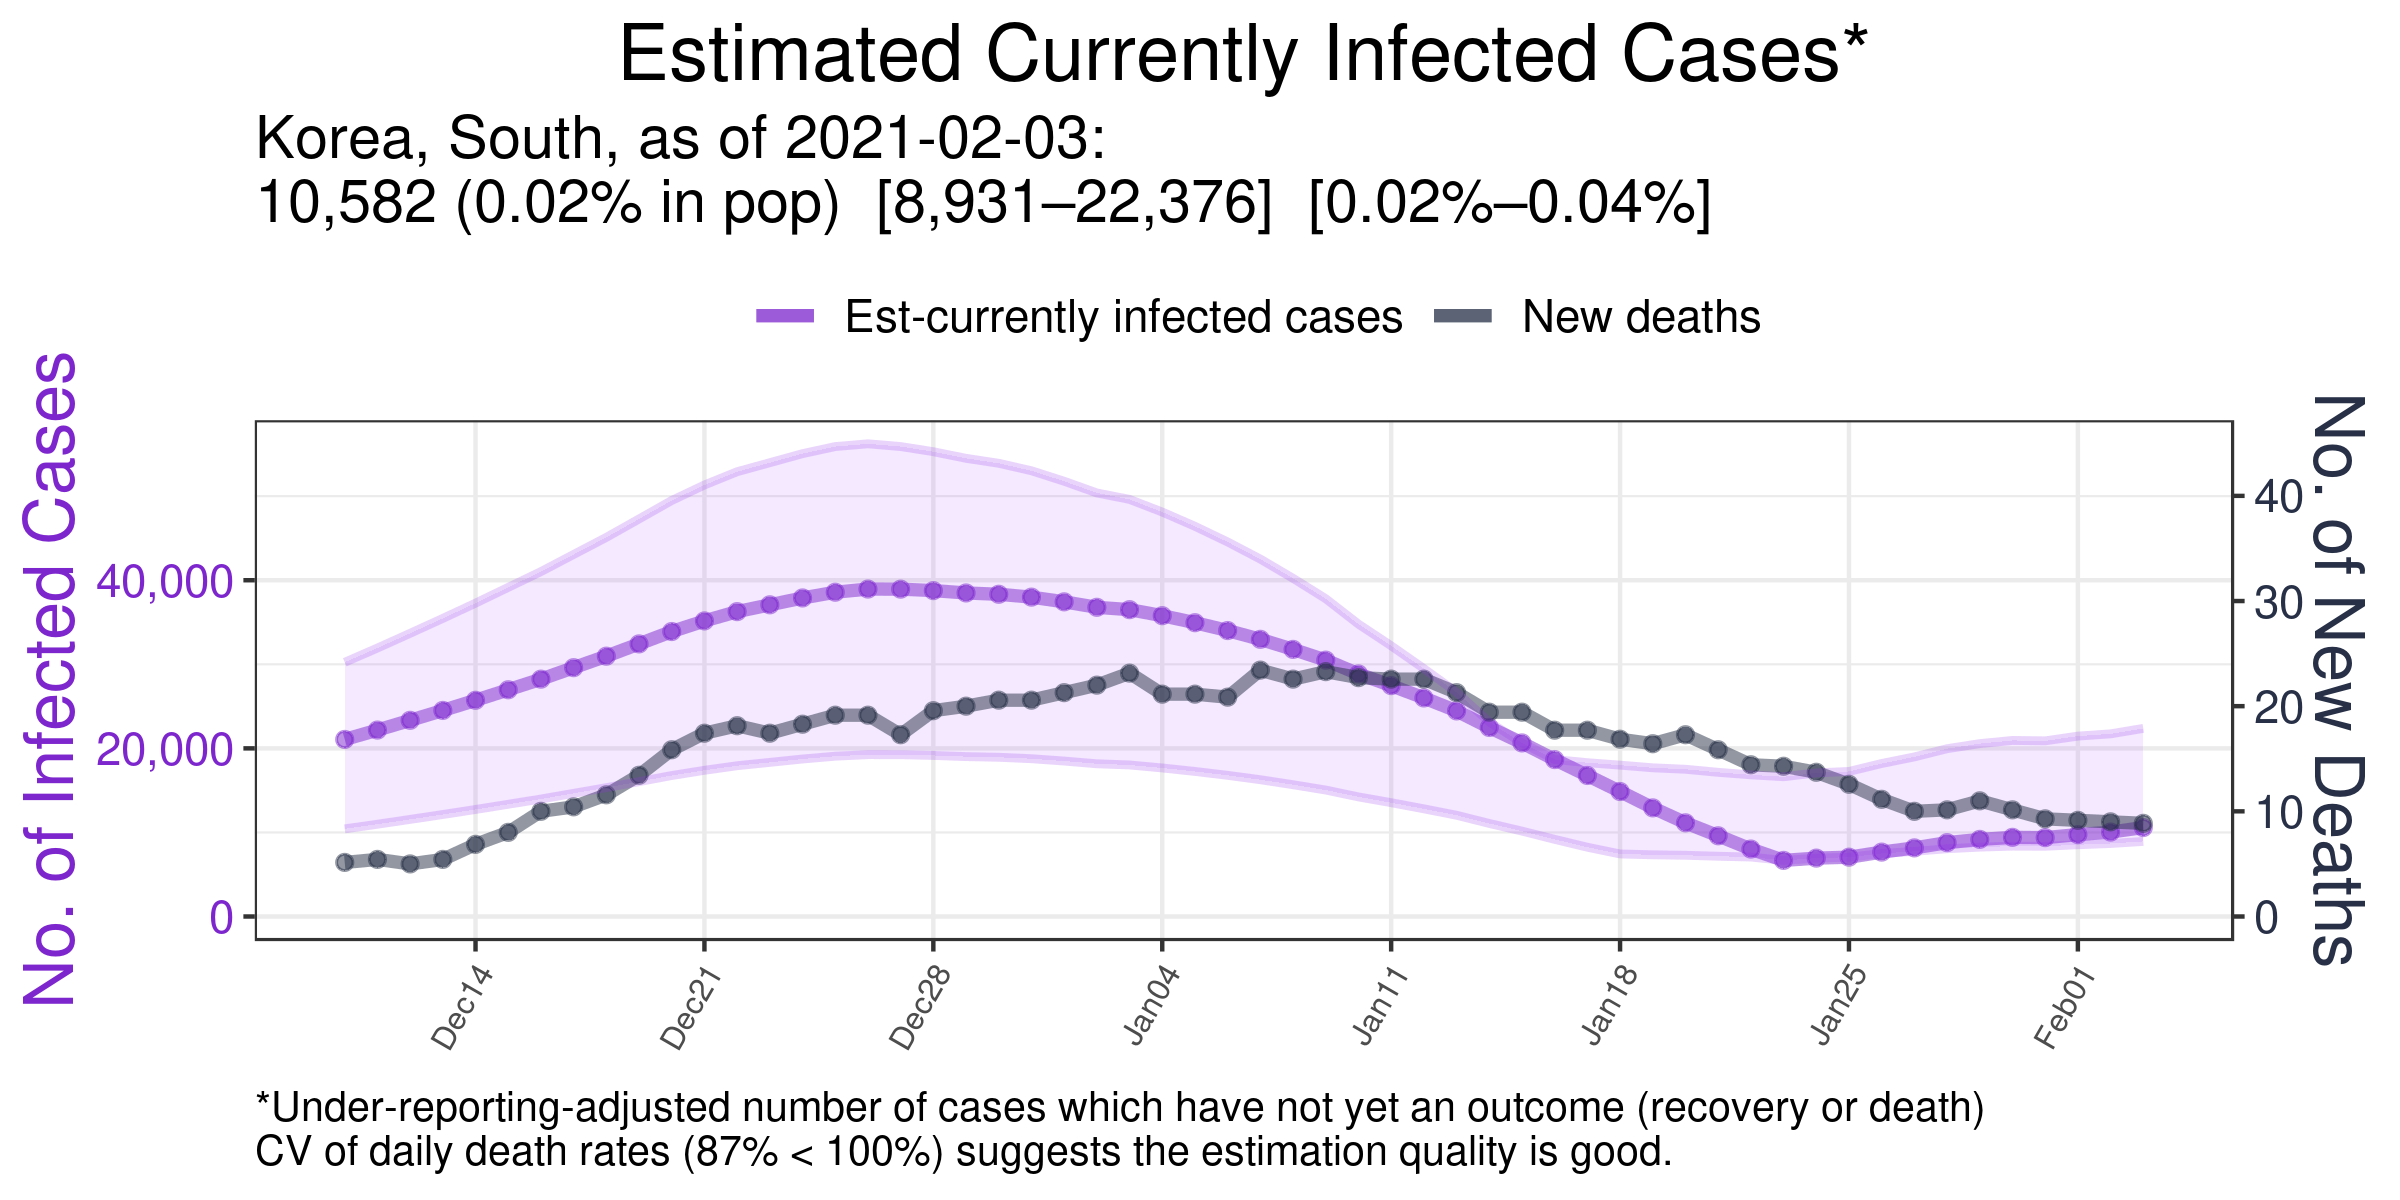 Estimated Currently Infected Cases*
Korea, South, as of 2021-02-03:
10,582 (0.02% in pop)  [8,931–22,376]  [0.02%–0.04%]
Est-currently infected cases
New deaths
No. of Infected Cases
40,000
20,000
0
No. of New Deaths
40
30
20
10
0
Dec14
Dec21
Dec28
Jan04
Jan11
Jan18
Jan25
Feb01
*Under-reporting-adjusted number of cases which have not yet an outcome (recovery or death)
CV of daily death rates (87% < 100%) suggests the estimation quality is good.